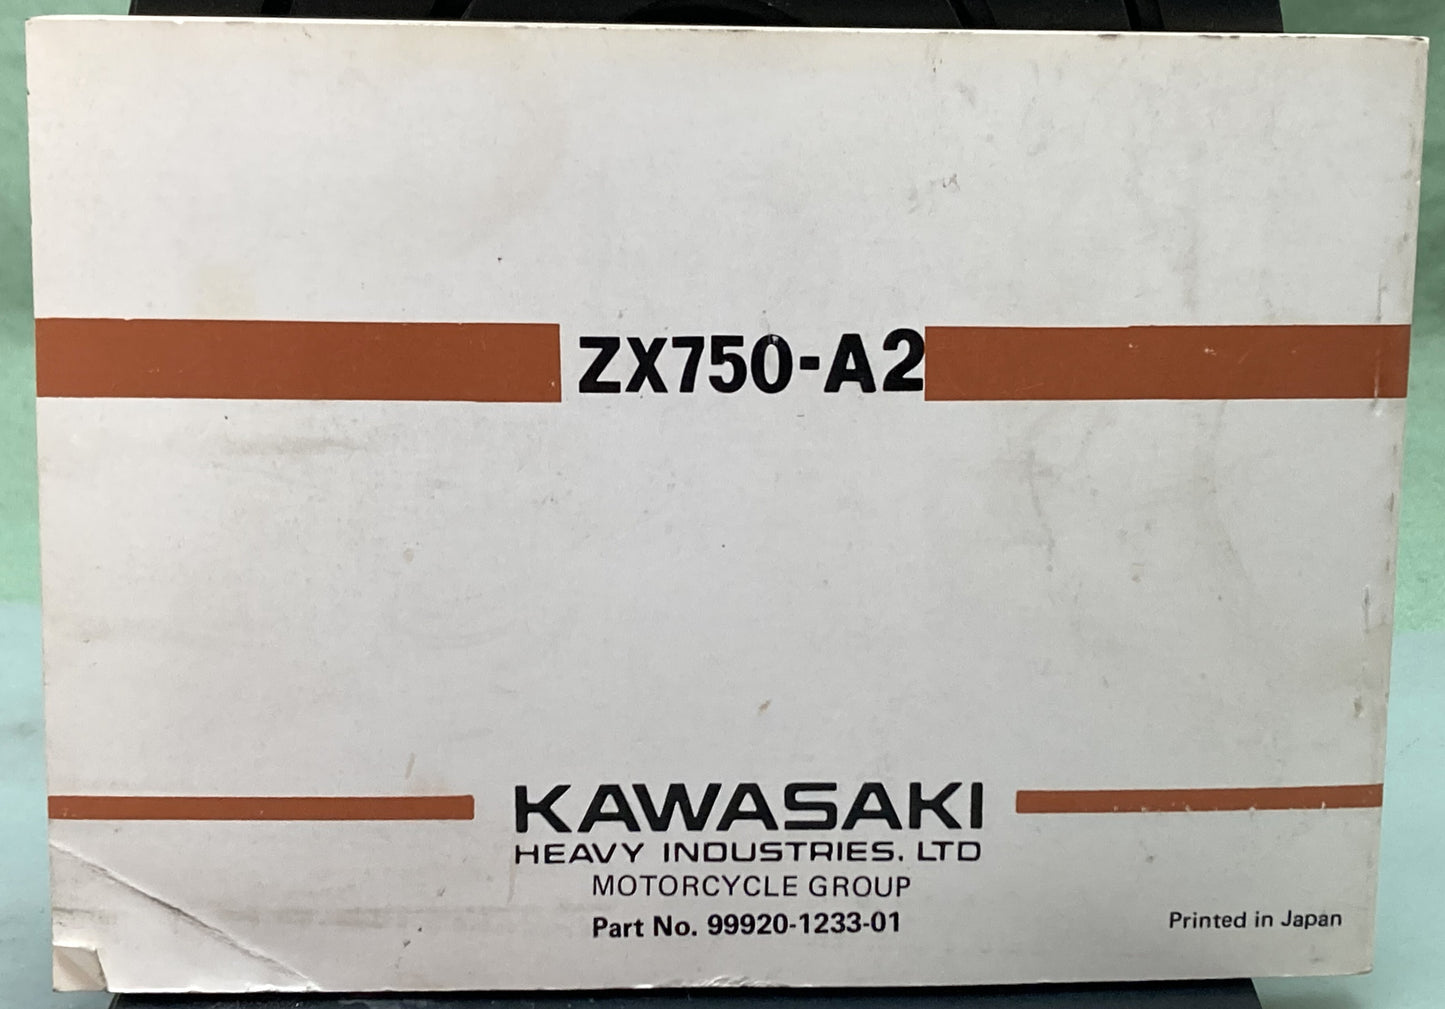 ZX750-A2
KAWASAKI
HEAVY INDUSTRIES. LTD
MOTORCYCLE GROUP
Part No. 99920-1233-01
Printed in Japan